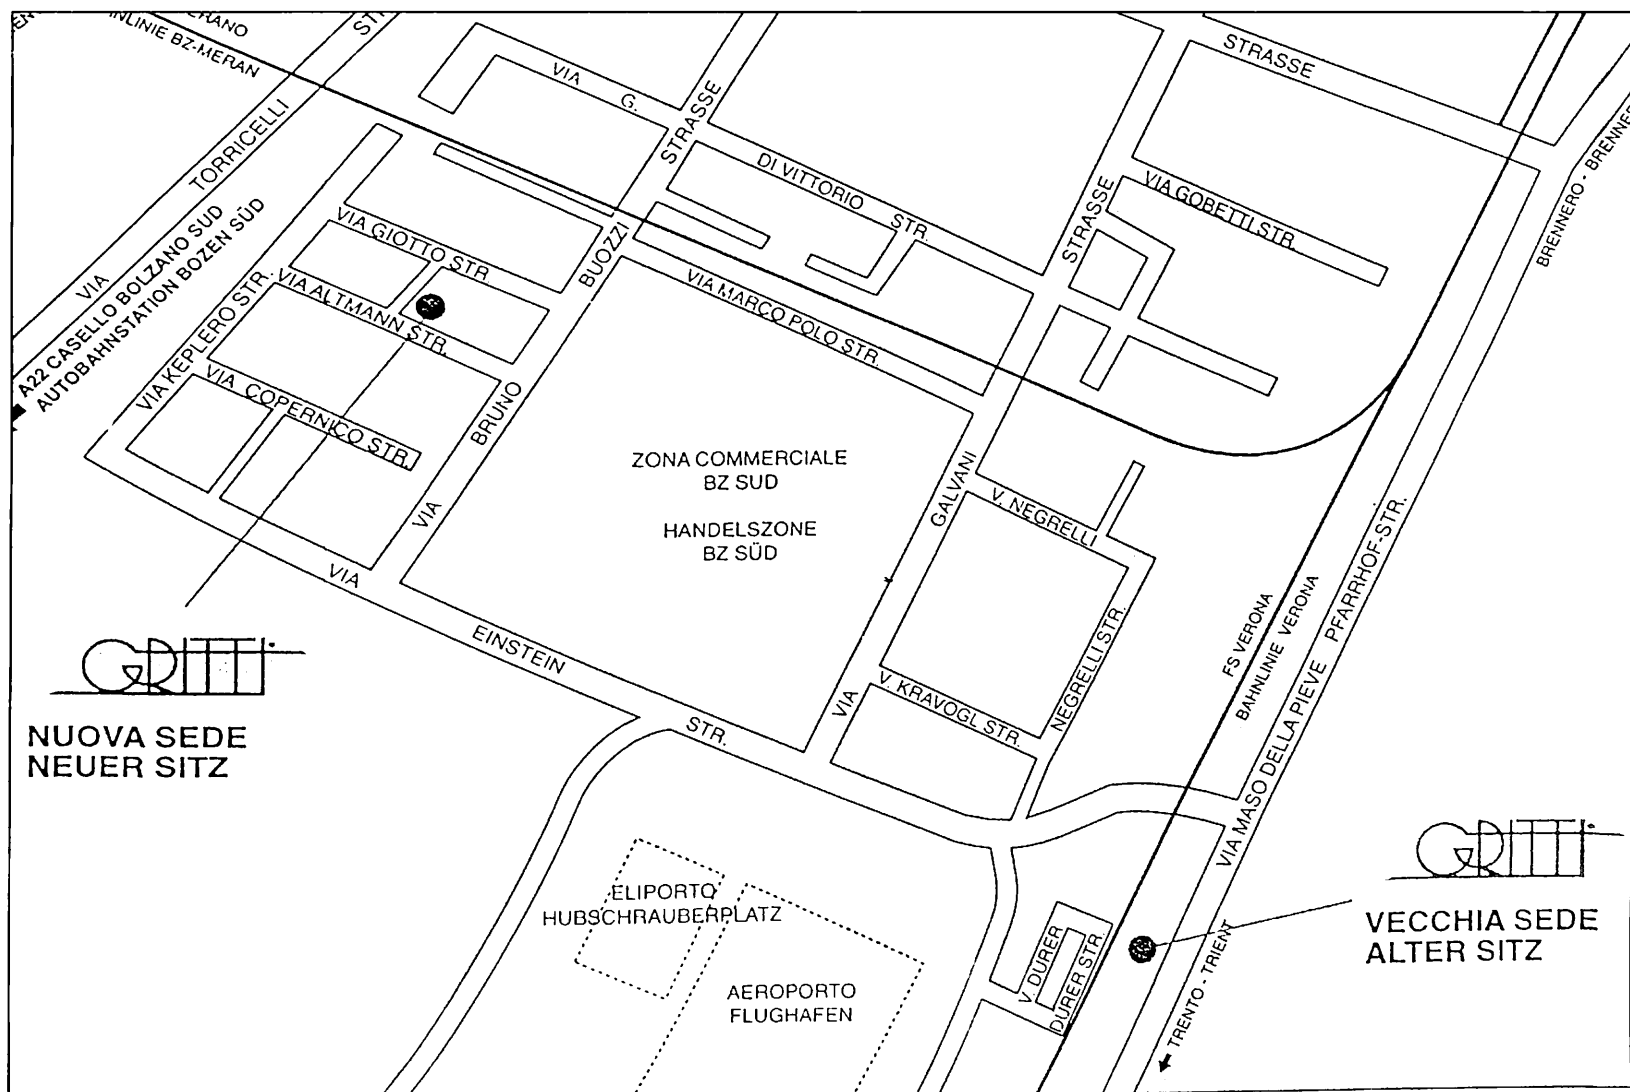 ERANO
NLINIE BZ-MERAN
VIA TORRICELLI STR
A22 CASELLO BOLZANO SUD
AUTOBAHNSTATION BOZEN SÜD
VIA G. DI VITTORIO STR.
STRASSE
STRASSE
STRASSE
BRENNERO - BRENNER
VIA GOBETTI STR.
VIA GIOTTO STR.
VIA ALTMANN STR.
VIA KEPLERO STR.
VIA COPERNICO STR.
VIA BRUNO BUOZZI
VIA MARCO POLO STR.
ZONA COMMERCIALE
BZ SUD
HANDELSZONE
BZ SÜD
VIA GALVANI
V. NEGRELLI
NEGRELLI STR.
V. KRAVOGL STR.
FS VERONA
BAHNLINIE VERONA
VIA MASO DELLA PIEVE PFARRHOF-STR.
VIA EINSTEIN STR.
GRITTI
NUOVA SEDE
NEUER SITZ
ELIPORTO
HUBSCHRAUBERPLATZ
AEROPORTO
FLUGHAFEN
V. DURER
DURER STR.
TRENTO - TRIENT
GRITTI
VECCHIA SEDE
ALTER SITZ